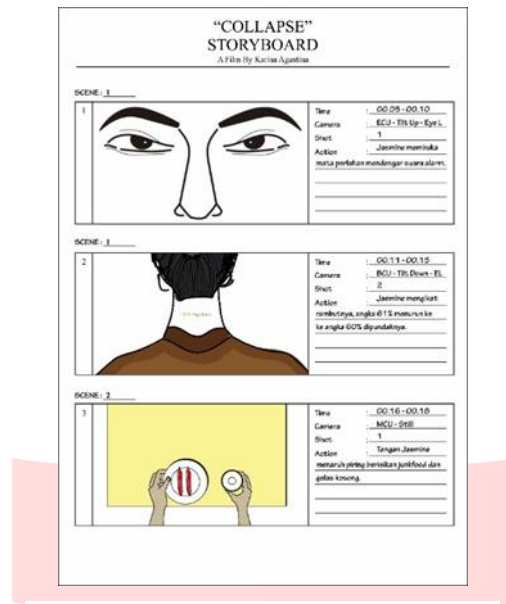 “COLLAPSE”
STORYBOARD
A Film By Karina Agustina
SCENE: 1
1
Time : 00.05 - 00.10
Camera : ECU - Tilt Up - Eye L
Shot : 1
Action : Jasmine membuka
mata perlahan mendengar suara alarm.
SCENE: 1
2
Time : 00.11 - 00.15
Camera : BCU - Tilt Down - EL
Shot : 2
Action : Jasmine mengikat
rambutnya, angka 61% menurun ke
ke angka 60% dipundaknya.
SCENE: 2
3
Time : 00.16 - 00.18
Camera : MCU - Still
Shot : 1
Action : Tangan Jasmine
menaruh piring berisikan junkfood dan
gelas kosong.